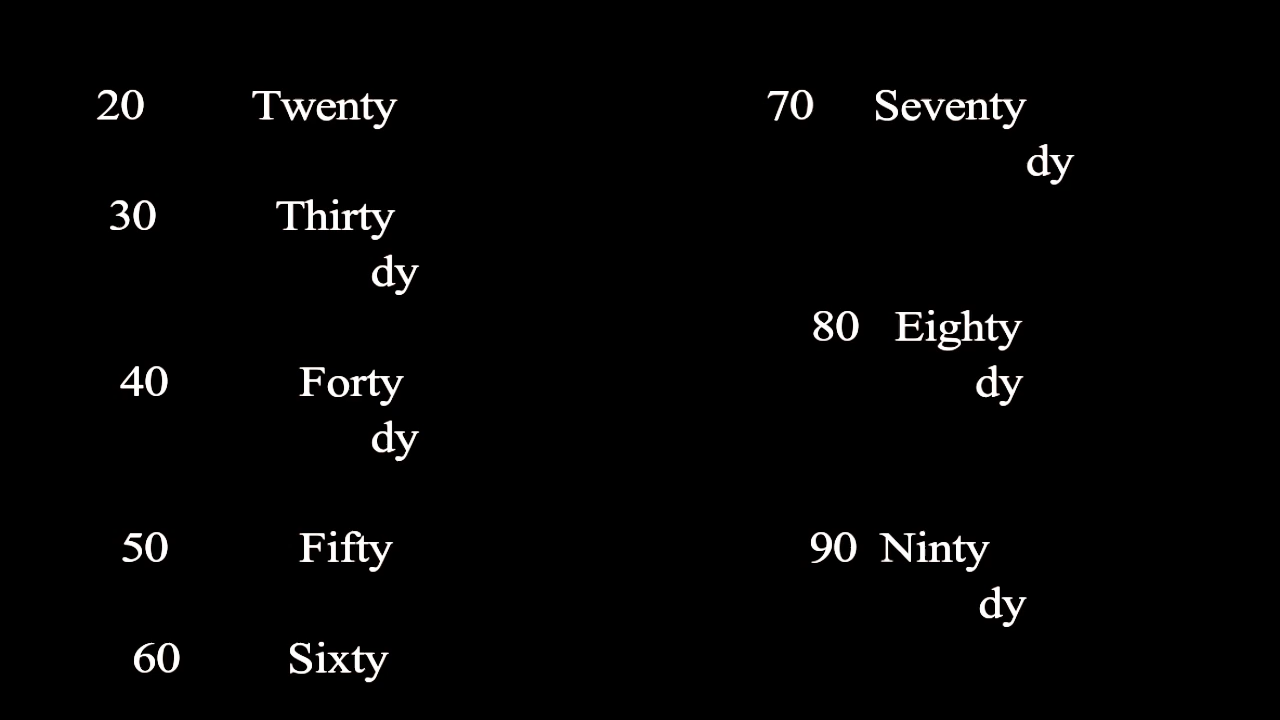 20 Twenty
30 Thirty
dy
40 Forty
dy
50 Fifty
60 Sixty
70 Seventy
dy
80 Eighty
dy
90 Ninty
dy